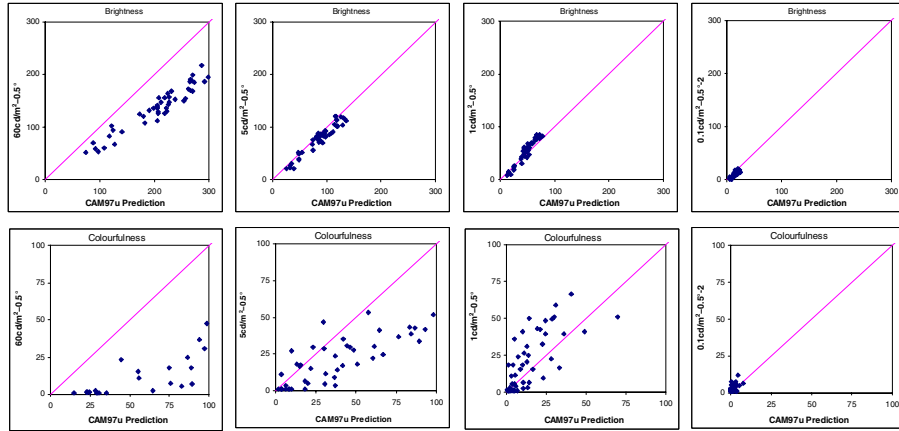 Brightness
300
200
100
0
0 100 200 300
60cd/m²–0.5°
CAM97u Prediction
Brightness
300
200
100
0
0 100 200 300
5cd/m²–0.5°
CAM97u Prediction
Brightness
300
200
100
0
0 100 200 300
1cd/m²–0.5°
CAM97u Prediction
Brightness
300
200
100
0
0 100 200 300
0.1cd/m²–0.5°-2
CAM97u Prediction
Colourfulness
100
75
50
25
0
0 25 50 75 100
60cd/m²–0.5°
CAM97u Prediction
Colourfulness
100
75
50
25
0
0 25 50 75 100
5cd/m²–0.5°
CAM97u Prediction
Colourfulness
100
75
50
25
0
0 25 50 75 100
1cd/m²–0.5°
CAM97u Prediction
Colourfulness
100
75
50
25
0
0 25 50 75 100
0.1cd/m²–0.5°-2
CAM97u Prediction